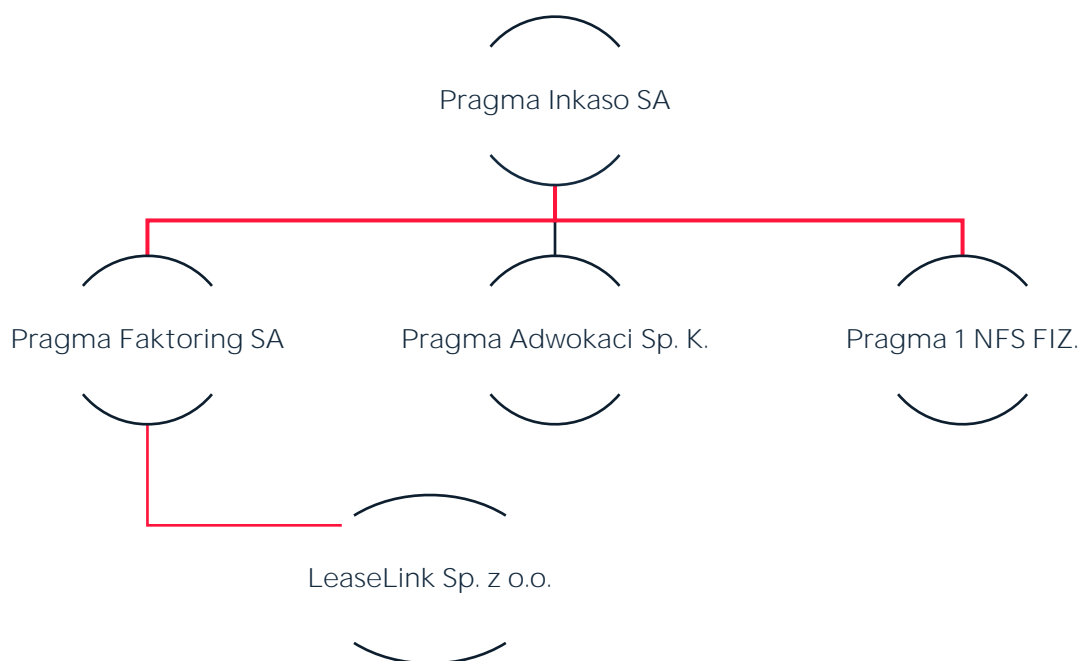 Pragma Inkaso SA
Pragma Faktoring SA
Pragma Adwokaci Sp. K.
Pragma 1 NFS FIZ.
LeaseLink Sp. z o.o.